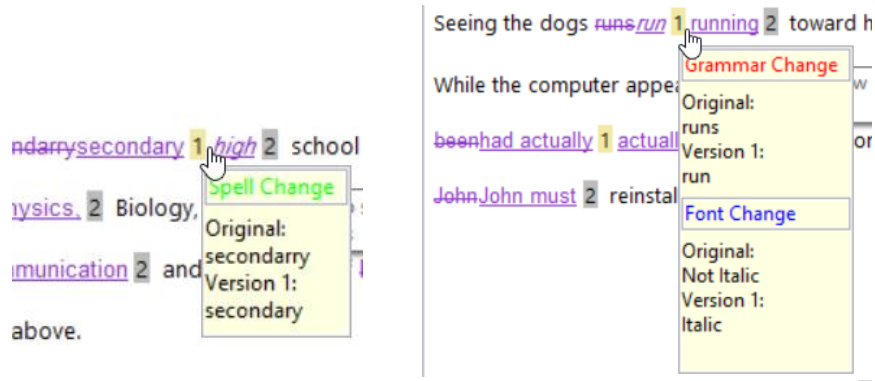 ndarrysecondary 1 high 2 school
ysics, 2 Biology,
munication 2 and
above.
Spell Change
Original:
secondarry
Version 1:
secondary
Seeing the dogs runsrun 1 running 2 toward h
While the computer appea
beenhad actually 1 actuall
JohnJohn must 2 reinstal
Grammar Change
Original:
runs
Version 1:
run
Font Change
Original:
Not Italic
Version 1:
Italic
w
or